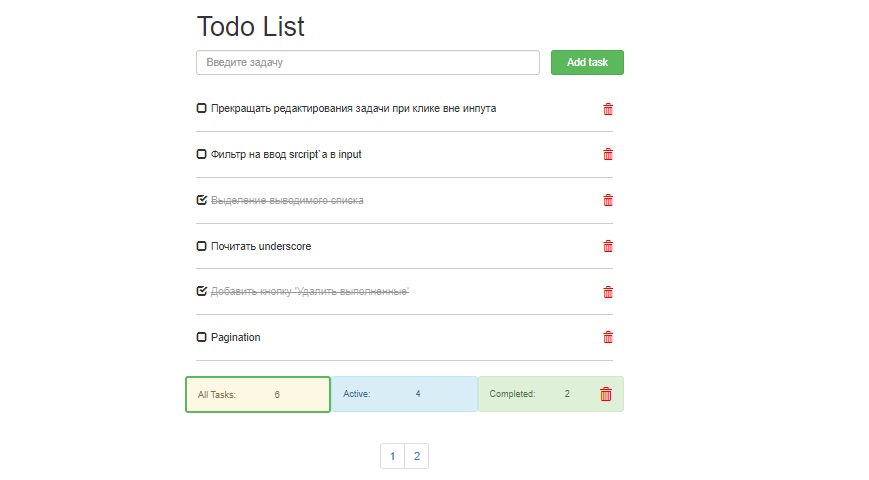 Todo List
Введите задачу Add task
Прекращать редактирования задачи при клике вне инпута
Фильтр на ввод srcript`a в input
Выделение выводимого списка
Почитать underscore
Добавить кнопку 'Удалить выполненные'
Pagination
All Tasks: 6 Active: 4 Completed: 2
1 2